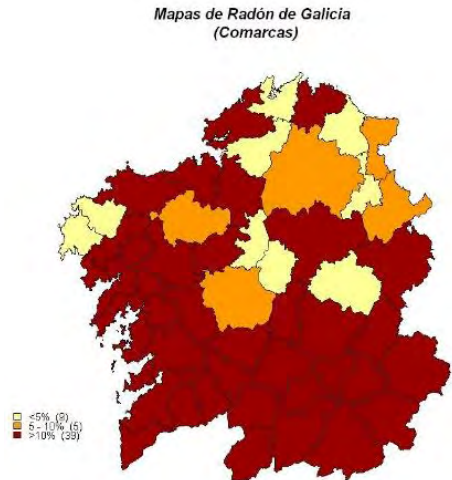 Mapas de Radón de Galicia
(Comarcas)
<5% (9)
5 - 10% (5)
>10% (39)